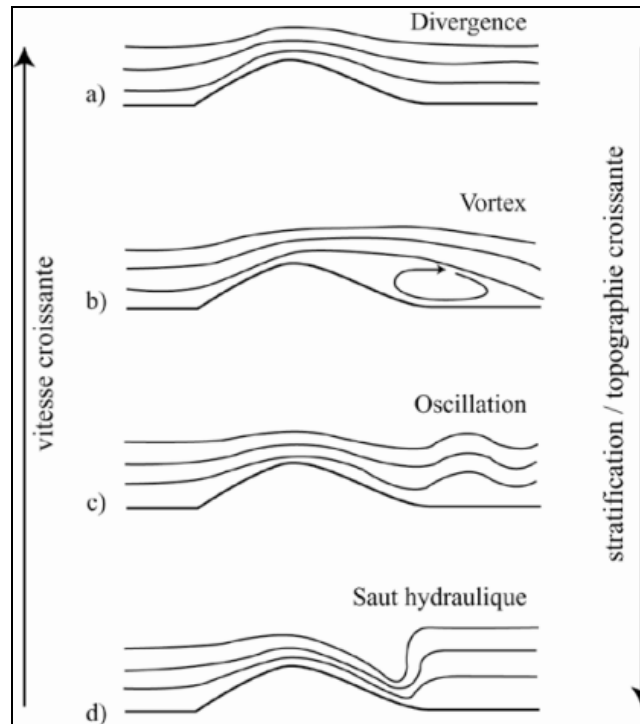 Divergence
a)
Vortex
b)
vitesse croissante
stratification / topographie croissante
Oscillation
c)
Saut hydraulique
d)